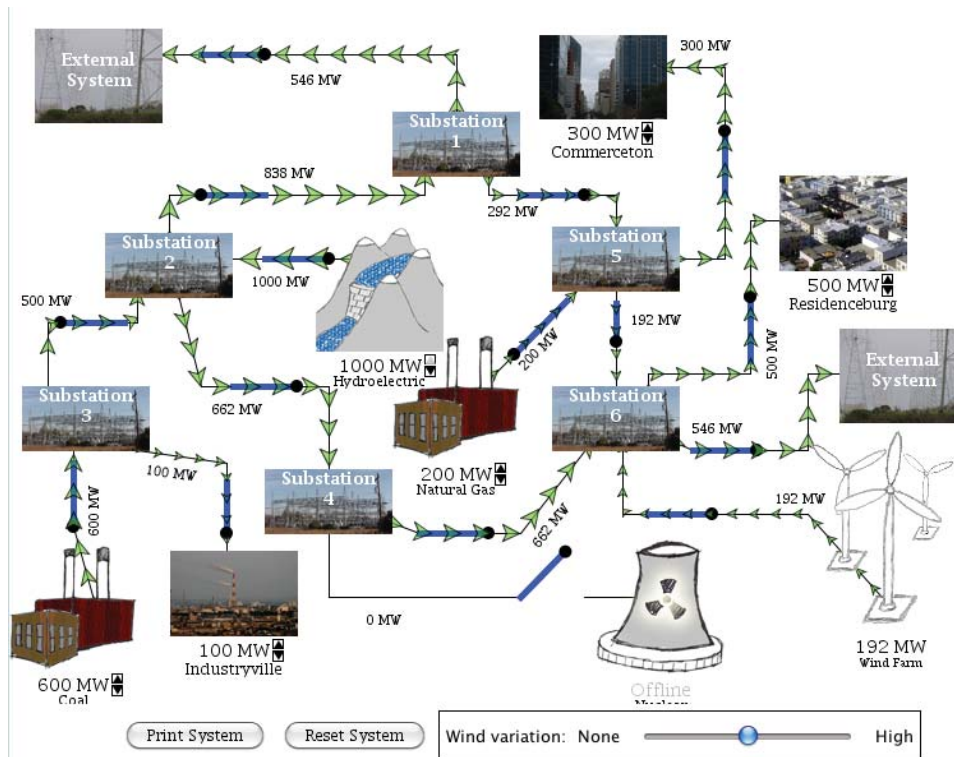 External
System
546 MW
Substation
1
300 MW
300 MW
Commerceton
838 MW
292 MW
Substation
2
1000 MW
Substation
5
500 MW
Residenceburg
500 MW
200 MW
192 MW
500 MW
1000 MW
Hydroelectric
External
System
Substation
3
662 MW
Substation
6
546 MW
100 MW
200 MW
Natural Gas
Substation
4
192 MW
600 MW
662 MW
0 MW
100 MW
Industryville
192 MW
Wind Farm
600 MW
Coal
Offline
Nuclear
Print System
Reset System
Wind variation: None
High